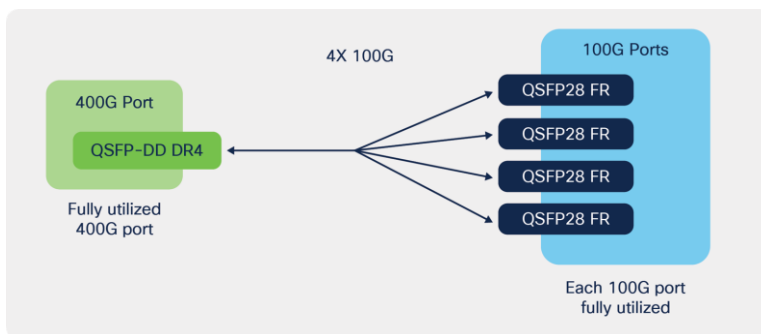 4X 100G
400G Port
QSFP-DD DR4
Fully utilized
400G port
100G Ports
QSFP28 FR
QSFP28 FR
QSFP28 FR
QSFP28 FR
Each 100G port
fully utilized